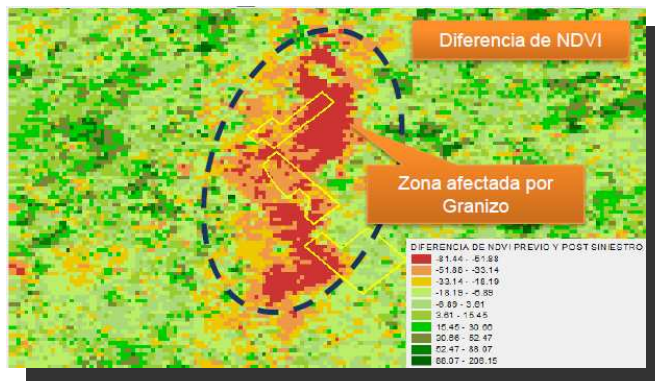 Diferencia de NDVI
Zona afectada por
Granizo
DIFERENCIA DE NDVI PREVIO Y POST SINIESTRO
-81.44 - -51.88
-51.88 - -33.14
-33.14 - -18.19
-18.19 - -6.89
-6.89 - 3.61
3.61 - 15.45
15.45 - 30.66
30.66 - 52.47
52.47 - 88.07
88.07 - 208.15